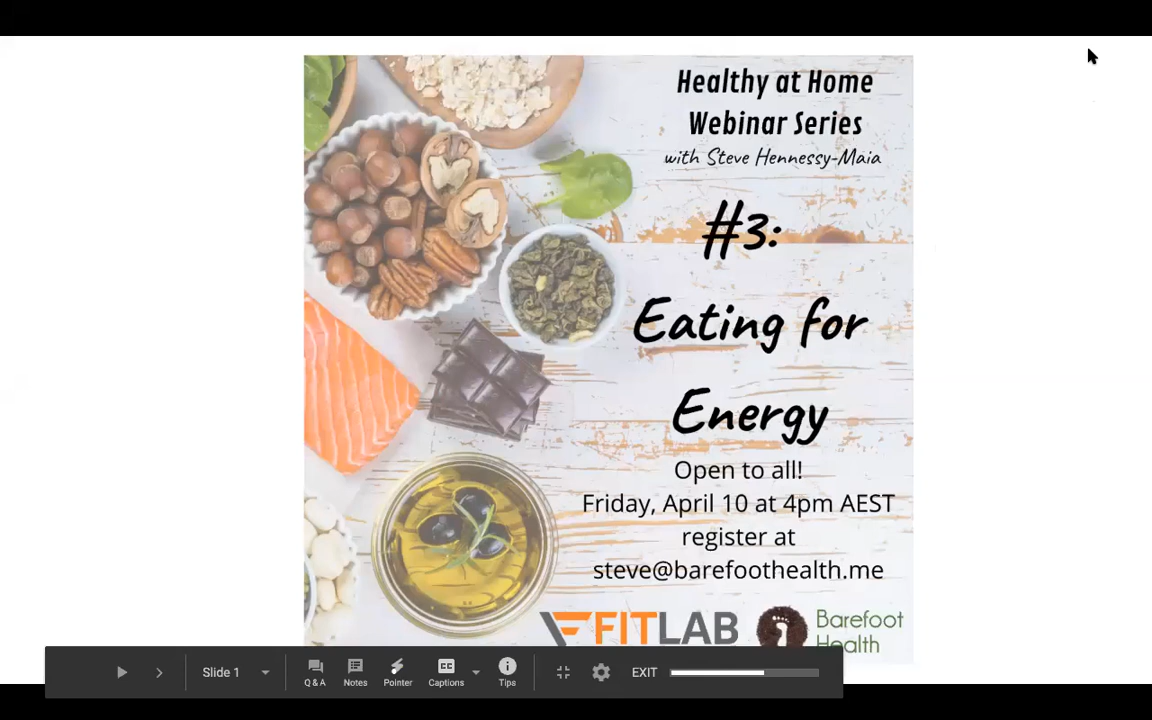 Healthy at Home
Webinar Series
with Steve Hennessy-Maia
#3:
Eating for
Energy
Open to all!
Friday, April 10 at 4pm AEST
register at
steve@barefoothealth.me
FITLAB
Barefoot
Health
Slide 1
Q & A
Notes
Pointer
Captions
Tips
EXIT